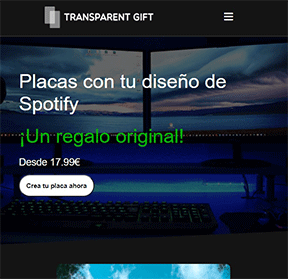 TRANSPARENT GIFT
Placas con tu diseño de
Spotify
¡Un regalo original!
Desde 17.99€
Crea tu placa ahora